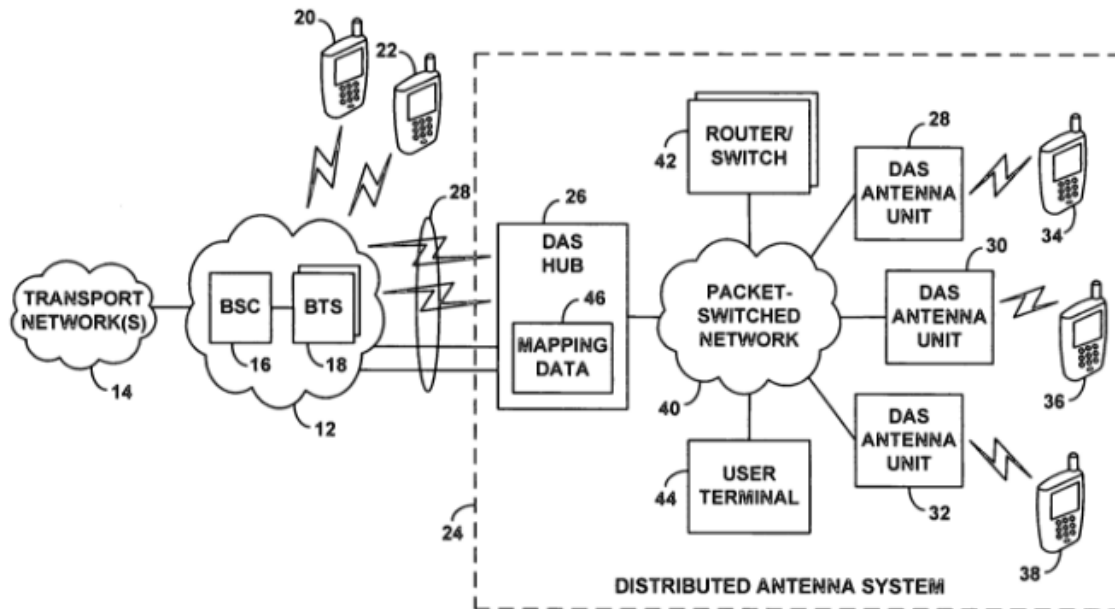 20
22
28
TRANSPORT
NETWORK(S)
14
BSC
BTS
16
18
12
26
DAS
HUB
46
MAPPING
DATA
24
42
ROUTER/
SWITCH
PACKET-
SWITCHED
NETWORK
40
44
USER
TERMINAL
28
DAS
ANTENNA
UNIT
34
30
DAS
ANTENNA
UNIT
36
DAS
ANTENNA
UNIT
32
38
DISTRIBUTED ANTENNA SYSTEM